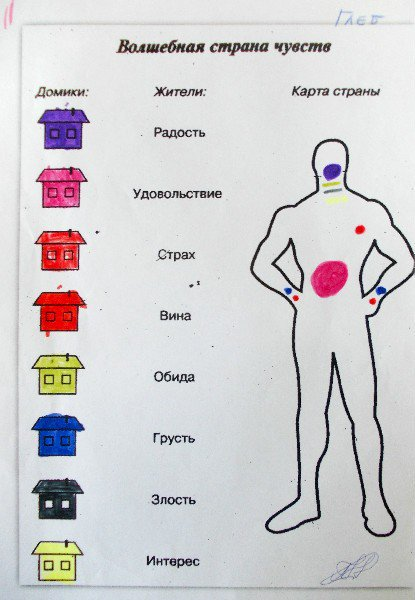 Глеб
Волшебная страна чувств
Домики: Жители: Карта страны
Радость
Удовольствие
Страх
Вина
Обида
Грусть
Злость
Интерес